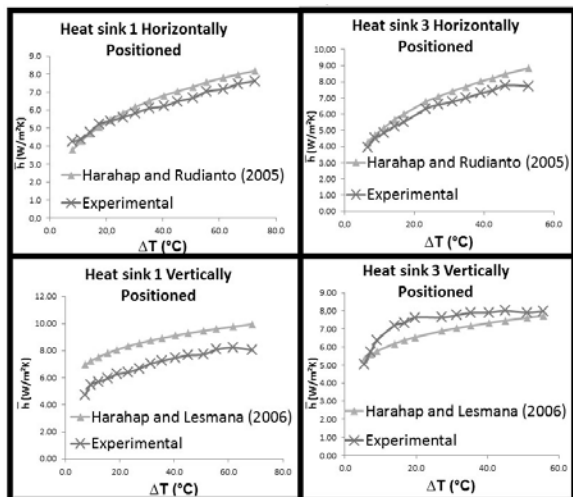 Heat sink 1 Horizontally
Positioned
h̄ (W/m²K)
9.0
8.0
7.0
6.0
5.0
4.0
3.0
2.0
1.0
0.0
0.0
20.0
40.0
60.0
80.0
Harahap and Rudianto (2005)
Experimental
ΔT (°C)
Heat sink 3 Horizontally
Positioned
h̄ (W/m²K)
10.00
9.00
8.00
7.00
6.00
5.00
4.00
3.00
2.00
1.00
0.00
0.0
20.0
40.0
60.0
Harahap and Rudianto (2005)
Experimental
ΔT (°C)
Heat sink 1 Vertically
Positioned
h̄ (W/m²K)
12.00
10.00
8.00
6.00
4.00
2.00
0.00
0.0
20.0
40.0
60.0
80.0
Harahap and Lesmana (2006)
Experimental
ΔT (°C)
Heat sink 3 Vertically
Positioned
h̄ (W/m²K)
9.00
8.00
7.00
6.00
5.00
4.00
3.00
2.00
1.00
0.00
0.0
20.0
40.0
60.0
Harahap and Lesmana (2006)
Experimental
ΔT (°C)